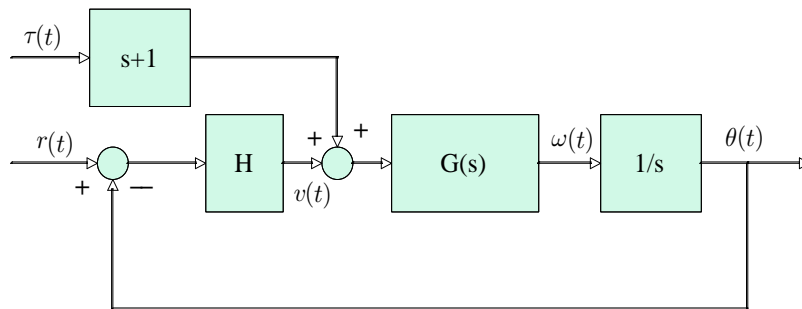 τ(t)
s+1
r(t)
+
−
H
v(t)
+
+
G(s)
ω(t)
1/s
θ(t)